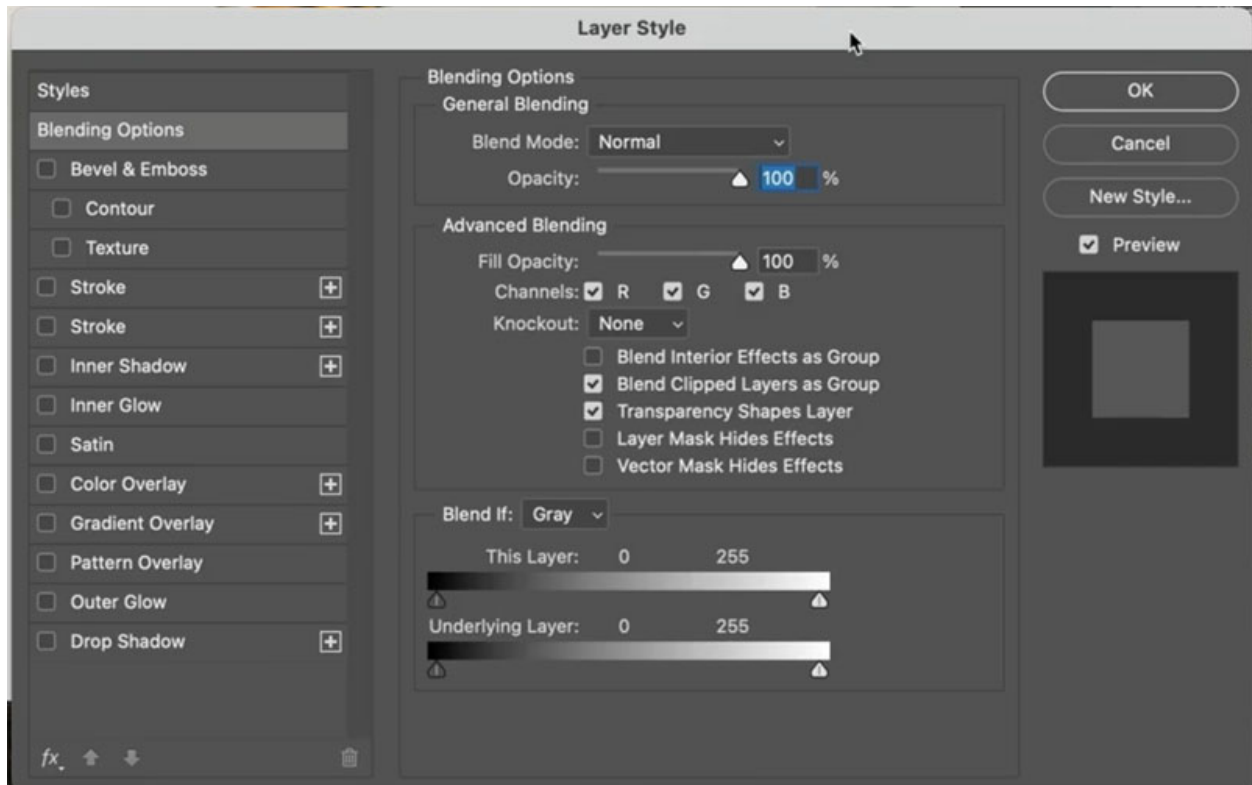 Layer Style
Styles
Blending Options
Bevel & Emboss
Contour
Texture
Stroke
Stroke
Inner Shadow
Inner Glow
Satin
Color Overlay
Gradient Overlay
Pattern Overlay
Outer Glow
Drop Shadow
fx
Blending Options
General Blending
Blend Mode: Normal
Opacity: 100 %
Advanced Blending
Fill Opacity: 100 %
Channels: R G B
Knockout: None
Blend Interior Effects as Group
Blend Clipped Layers as Group
Transparency Shapes Layer
Layer Mask Hides Effects
Vector Mask Hides Effects
Blend If: Gray
This Layer: 0 255
Underlying Layer: 0 255
OK
Cancel
New Style...
Preview